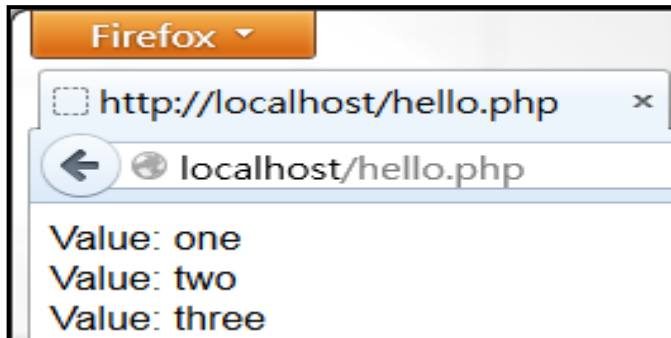 Firefox
http://localhost/hello.php ×
localhost/hello.php
Value: one
Value: two
Value: three